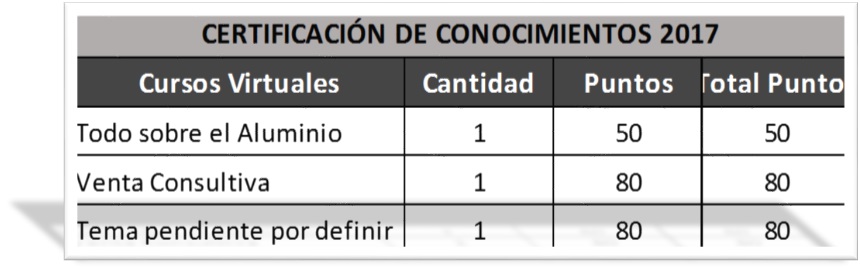 CERTIFICACIÓN DE CONOCIMIENTOS 2017
Cursos Virtuales Cantidad Puntos Total Punto
Todo sobre el Aluminio 1 50 50
Venta Consultiva 1 80 80
Tema pendiente por definir 1 80 80